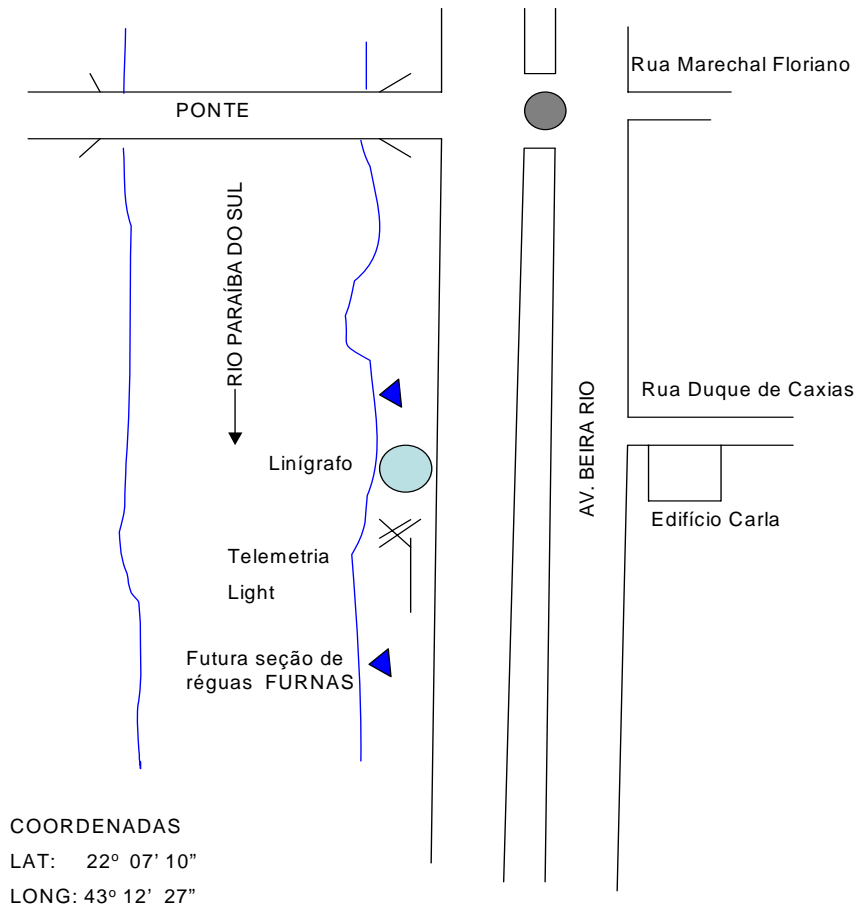 Rua Marechal Floriano
PONTE
RIO PARAÍBA DO SUL
Rua Duque de Caxias
AV. BEIRA RIO
Linígrafo
Edifício Carla
Telemetria
Light
Futura seção de
réguas FURNAS
COORDENADAS
LAT: 22º 07' 10”
LONG: 43º 12' 27”